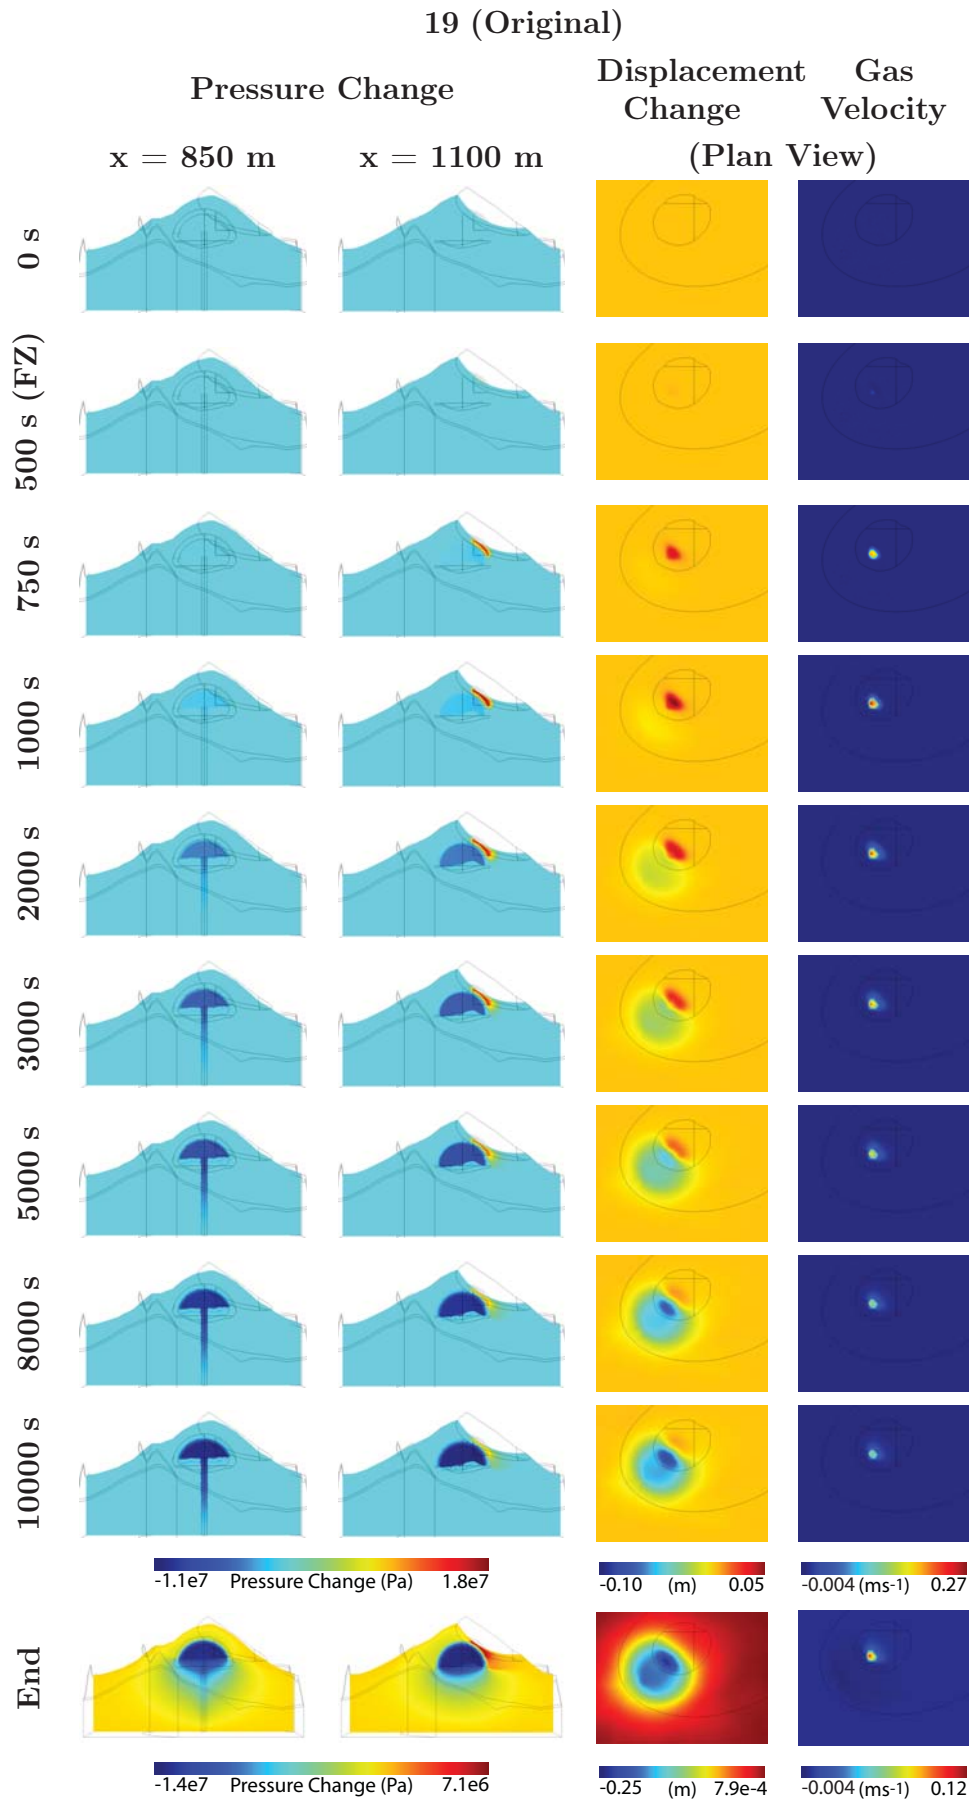 19 (Original)
Pressure Change
Displacement Change
Gas Velocity
x = 850 m
x = 1100 m
(Plan View)
0 s
500 s (FZ)
750 s
1000 s
2000 s
3000 s
5000 s
8000 s
10000 s
-1.1e7 Pressure Change (Pa) 1.8e7
-0.10 (m) 0.05
-0.004 (ms-1) 0.27
End
-1.4e7 Pressure Change (Pa) 7.1e6
-0.25 (m) 7.9e-4
-0.004 (ms-1) 0.12